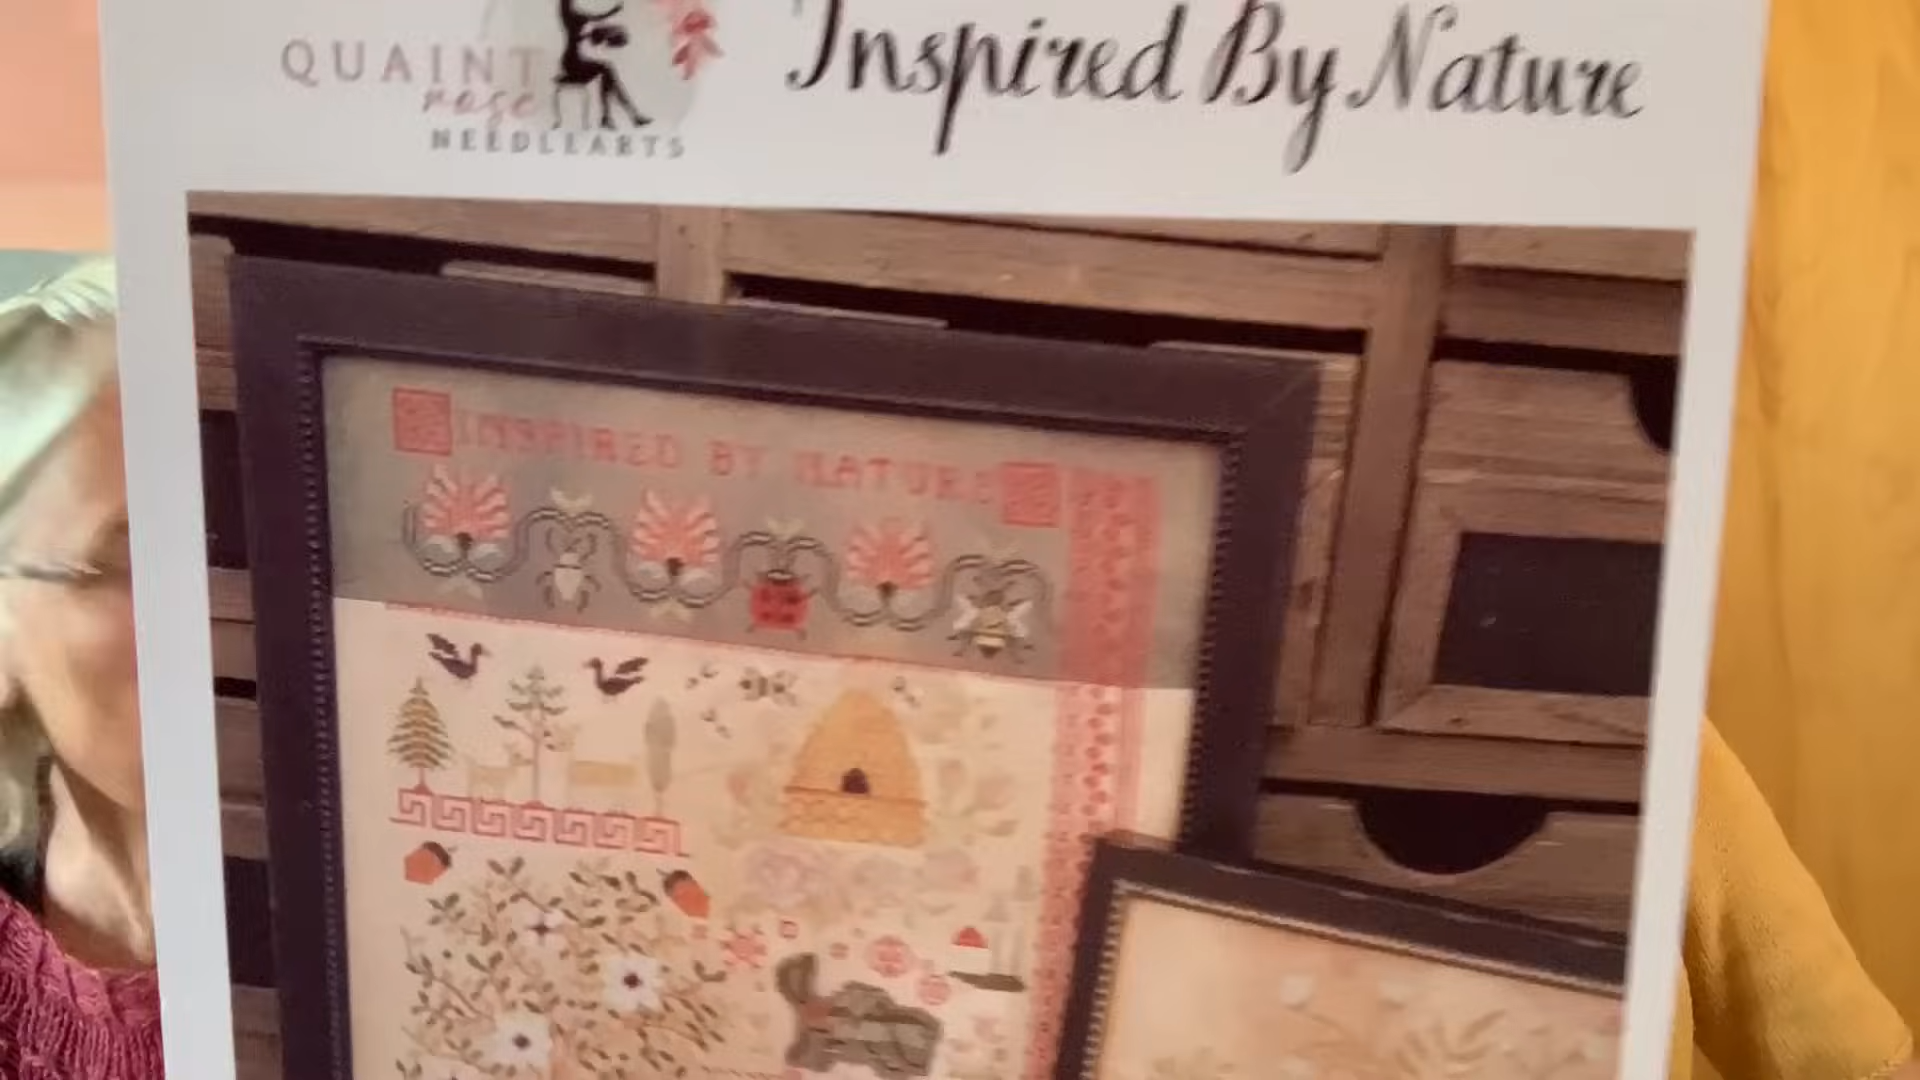 QUAINT
rose
NEEDLEARTS
Inspired By Nature
INSPIRED BY NATURE